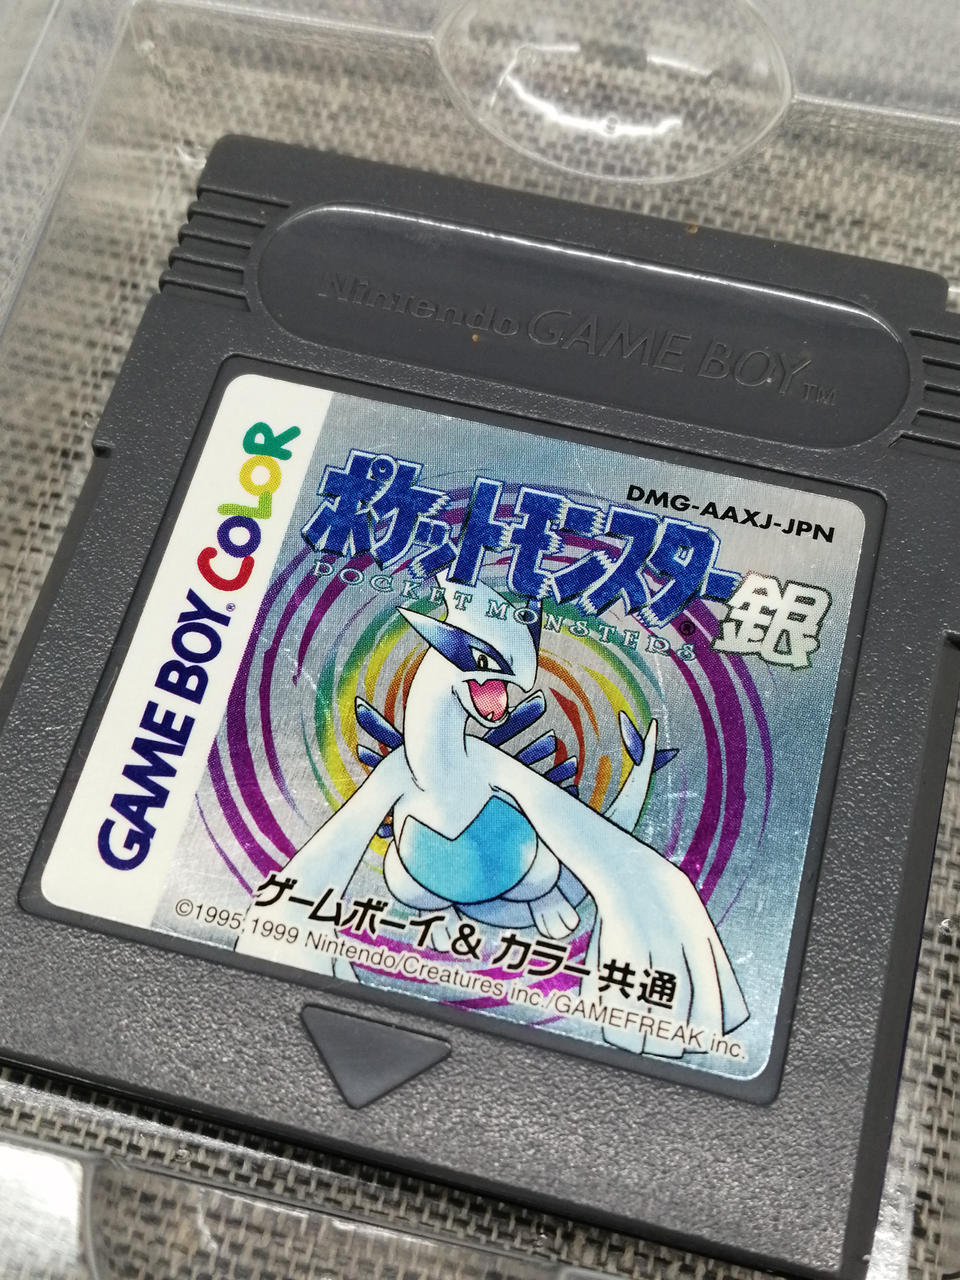 Nintendo GAME BOY™
GAME BOY® COLOR
DMG-AAXJ-JPN
ポケットモンスター銀
POCKET MONSTERS®
ゲームボーイ & カラー 共通
©1995,1999 Nintendo/Creatures inc./GAMEFREAK inc.